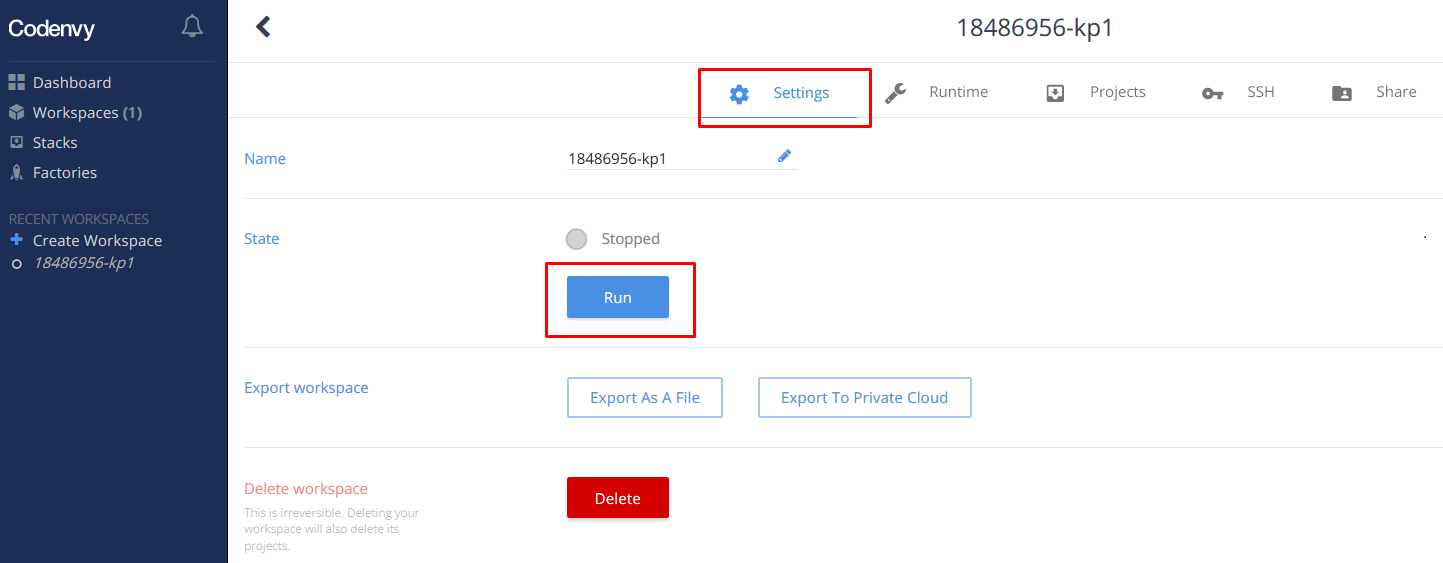 Codenvy
Dashboard
Workspaces (1)
Stacks
Factories
RECENT WORKSPACES
Create Workspace
18486956-kp1
18486956-kp1
Settings
Runtime
Projects
SSH
Share
Name
18486956-kp1
State
Stopped
Run
Export workspace
Export As A File
Export To Private Cloud
Delete workspace
This is irreversible. Deleting your
workspace will also delete its
projects.
Delete